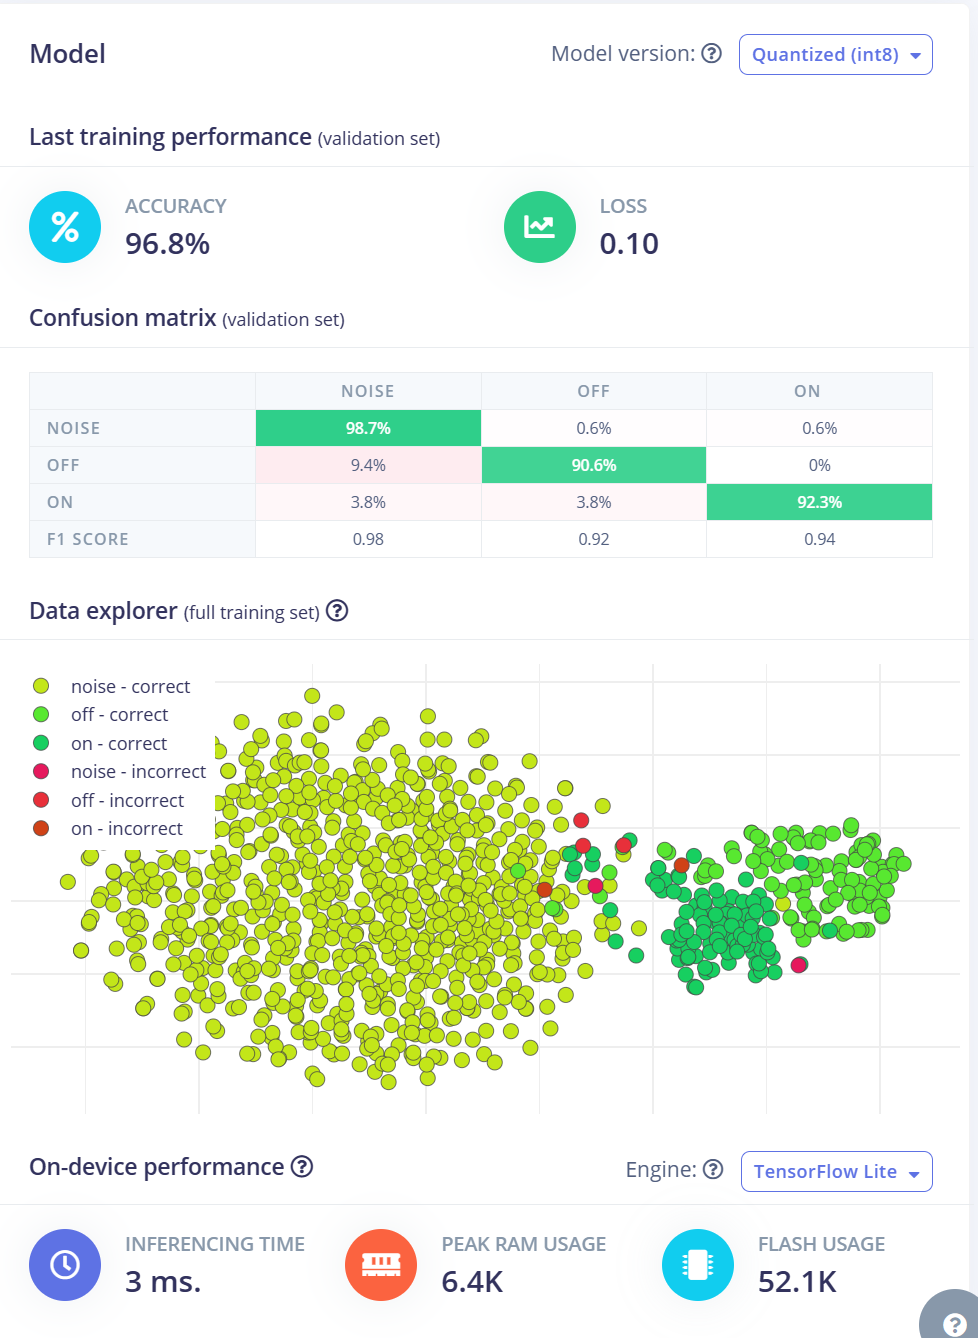 Model
Model version: ? Quantized (int8)
Last training performance (validation set)
% ACCURACY
96.8%
LOSS
0.10
Confusion matrix (validation set)
NOISE OFF ON
NOISE 98.7% 0.6% 0.6%
OFF 9.4% 90.6% 0%
ON 3.8% 3.8% 92.3%
F1 SCORE 0.98 0.92 0.94
Data explorer (full training set) ?
noise - correct
off - correct
on - correct
noise - incorrect
off - incorrect
on - incorrect
On-device performance ?
Engine: ? TensorFlow Lite
INFERENCING TIME
3 ms.
PEAK RAM USAGE
6.4K
FLASH USAGE
52.1K
?